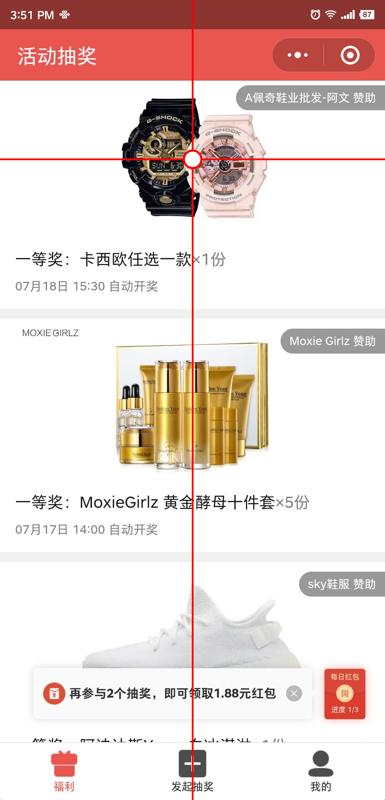 3:51 PM
87
活动抽奖
A佩奇鞋业批发-阿文 赞助
G-SHOCK
G-SHOCK
PROTECTION
一等奖：卡西欧任选一款×1份
07月18日 15:30 自动开奖
MOXIE GIRLZ
Moxie Girlz 赞助
一等奖：MoxieGirlz 黄金酵母十件套×5份
07月17日 14:00 自动开奖
sky鞋服 赞助
再参与2个抽奖，即可领取1.88元红包
每日红包
进度 1/3
福利
发起抽奖
我的